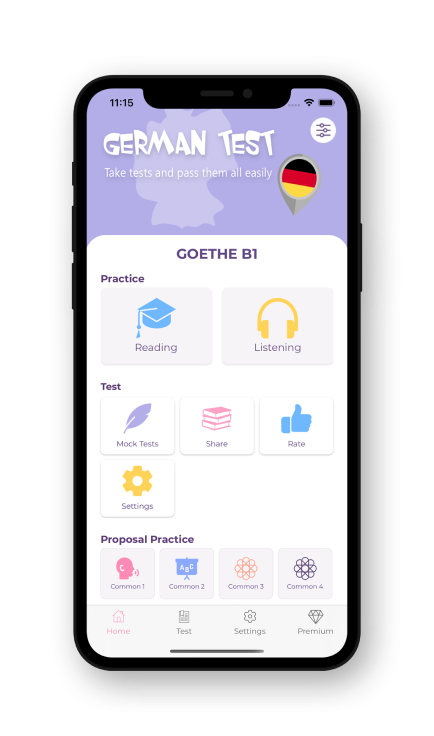 11:15
GERMAN TEST
Take tests and pass them all easily
GOETHE B1
Practice
Reading
Listening
Test
Mock Tests
Share
Rate
Settings
Proposal Practice
C
ABC
Common 1
Common 2
Common 3
Common 4
Home
Test
Settings
Premium